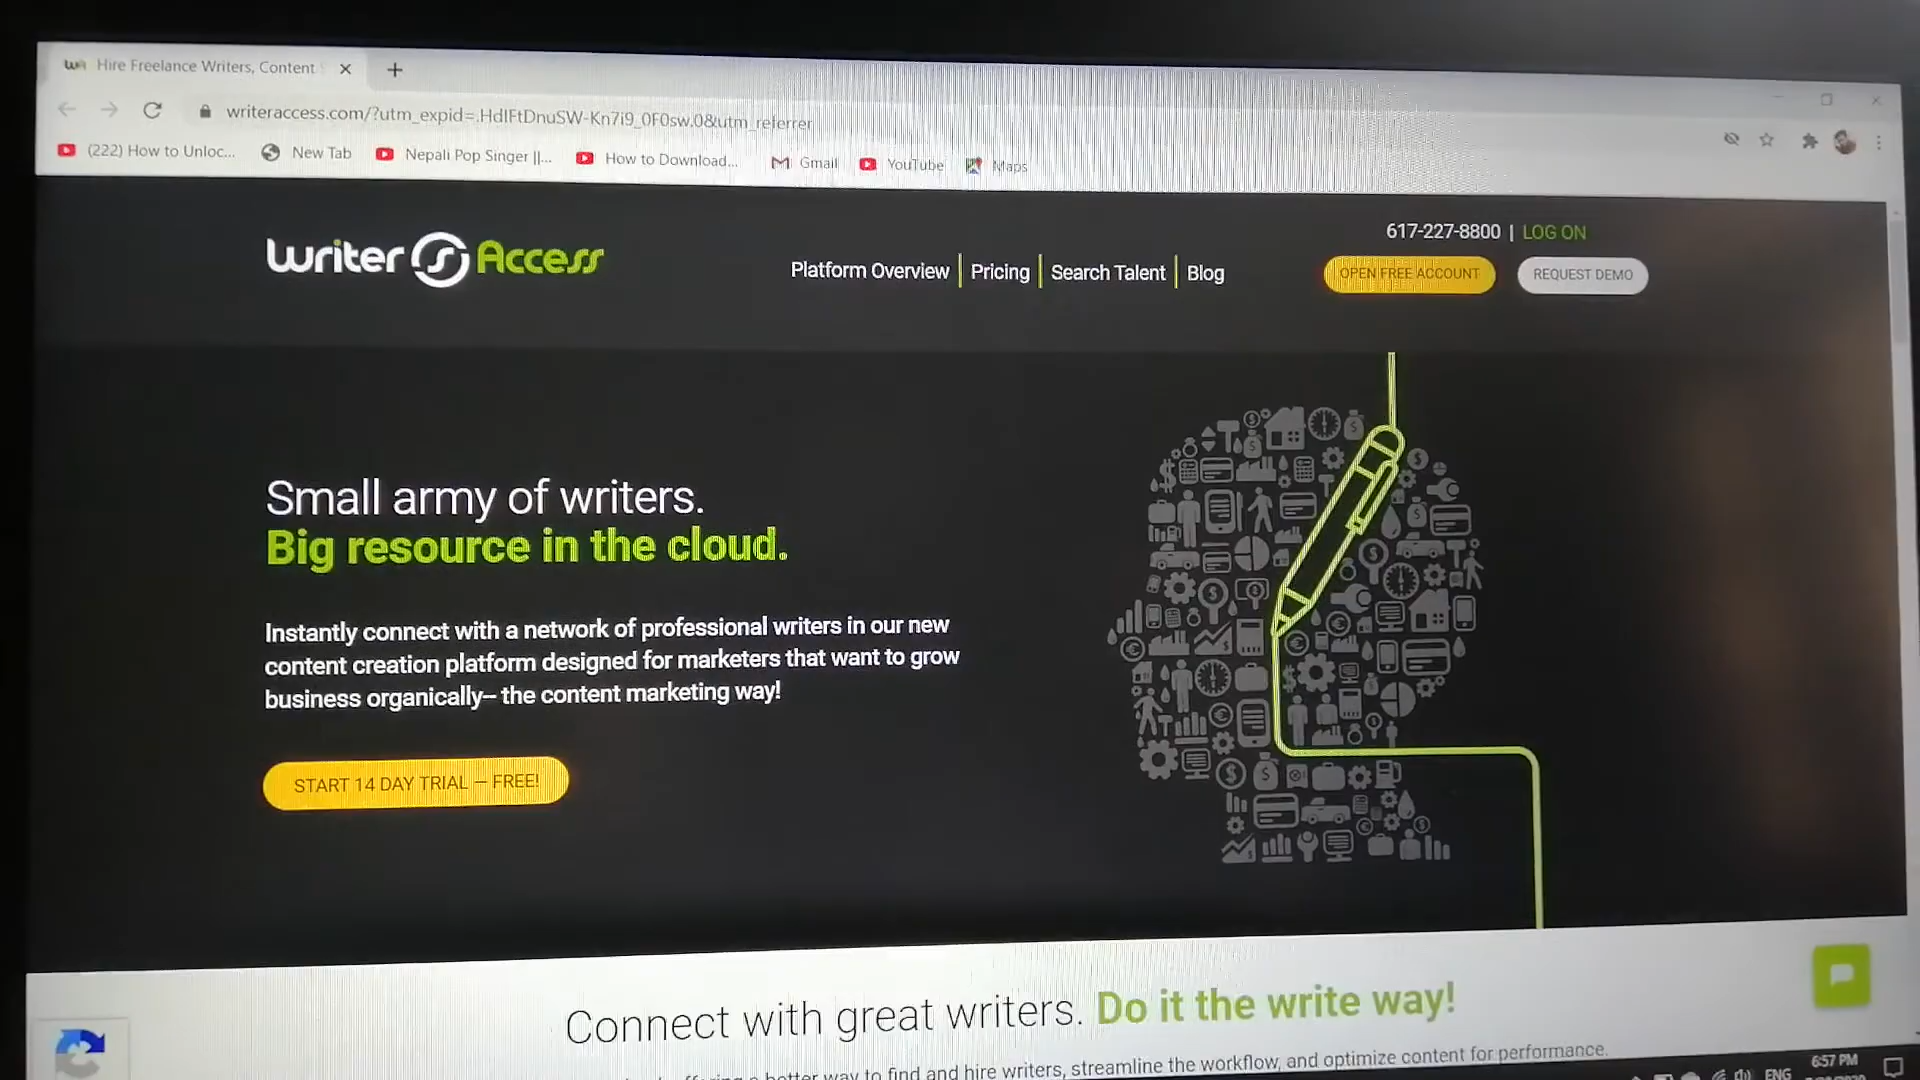 Hire Freelance Writers, Content
writeraccess.com/?utm_expid=.HdIFtDnuSW-Kn7i9_0F0sw.0&utm_referrer
(222) How to Unloc... New Tab Nepali Pop Singer ||... How to Download... Gmail YouTube Maps
617-227-8800 | LOG ON
Writer Access
Platform Overview | Pricing | Search Talent | Blog
OPEN FREE ACCOUNT REQUEST DEMO
Small army of writers.
Big resource in the cloud.
Instantly connect with a network of professional writers in our new
content creation platform designed for marketers that want to grow
business organically– the content marketing way!
START 14 DAY TRIAL — FREE!
Connect with great writers. Do it the write way!
better way to find and hire writers, streamline the workflow, and optimize content for performance.
ENG
6:57 PM